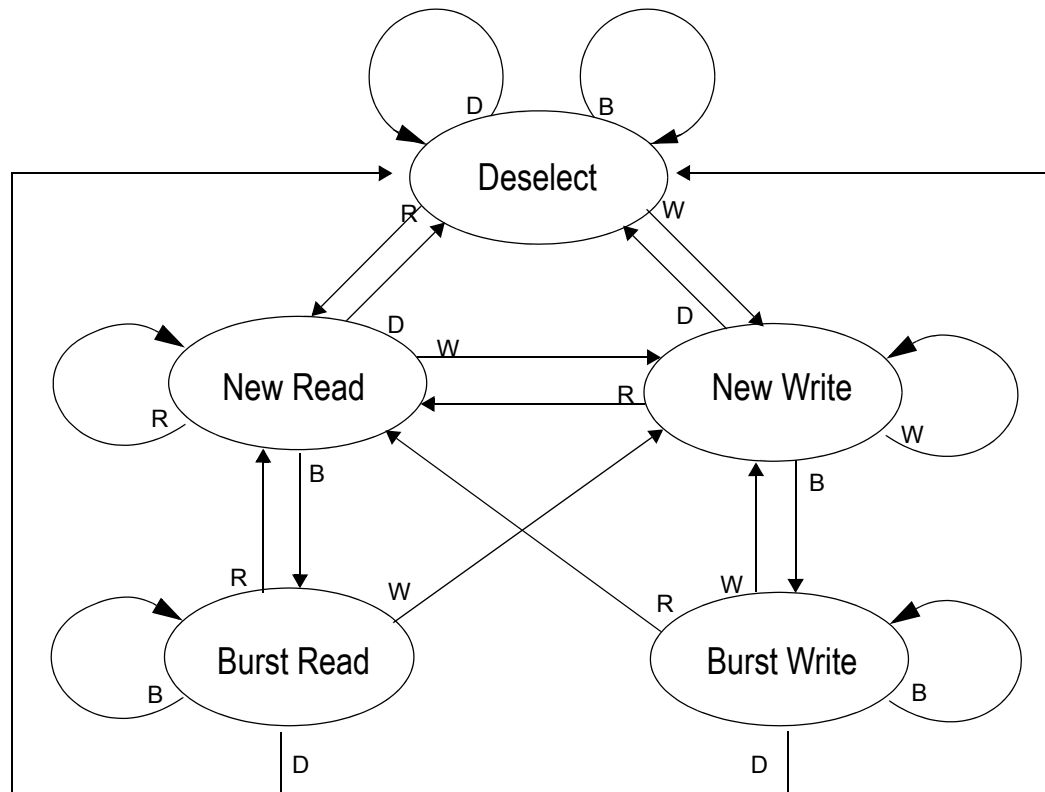 D B
Deselect
R W
D D
W
New Read New Write
R
R W
B B
R W R W
Burst Read Burst Write
B B
D D